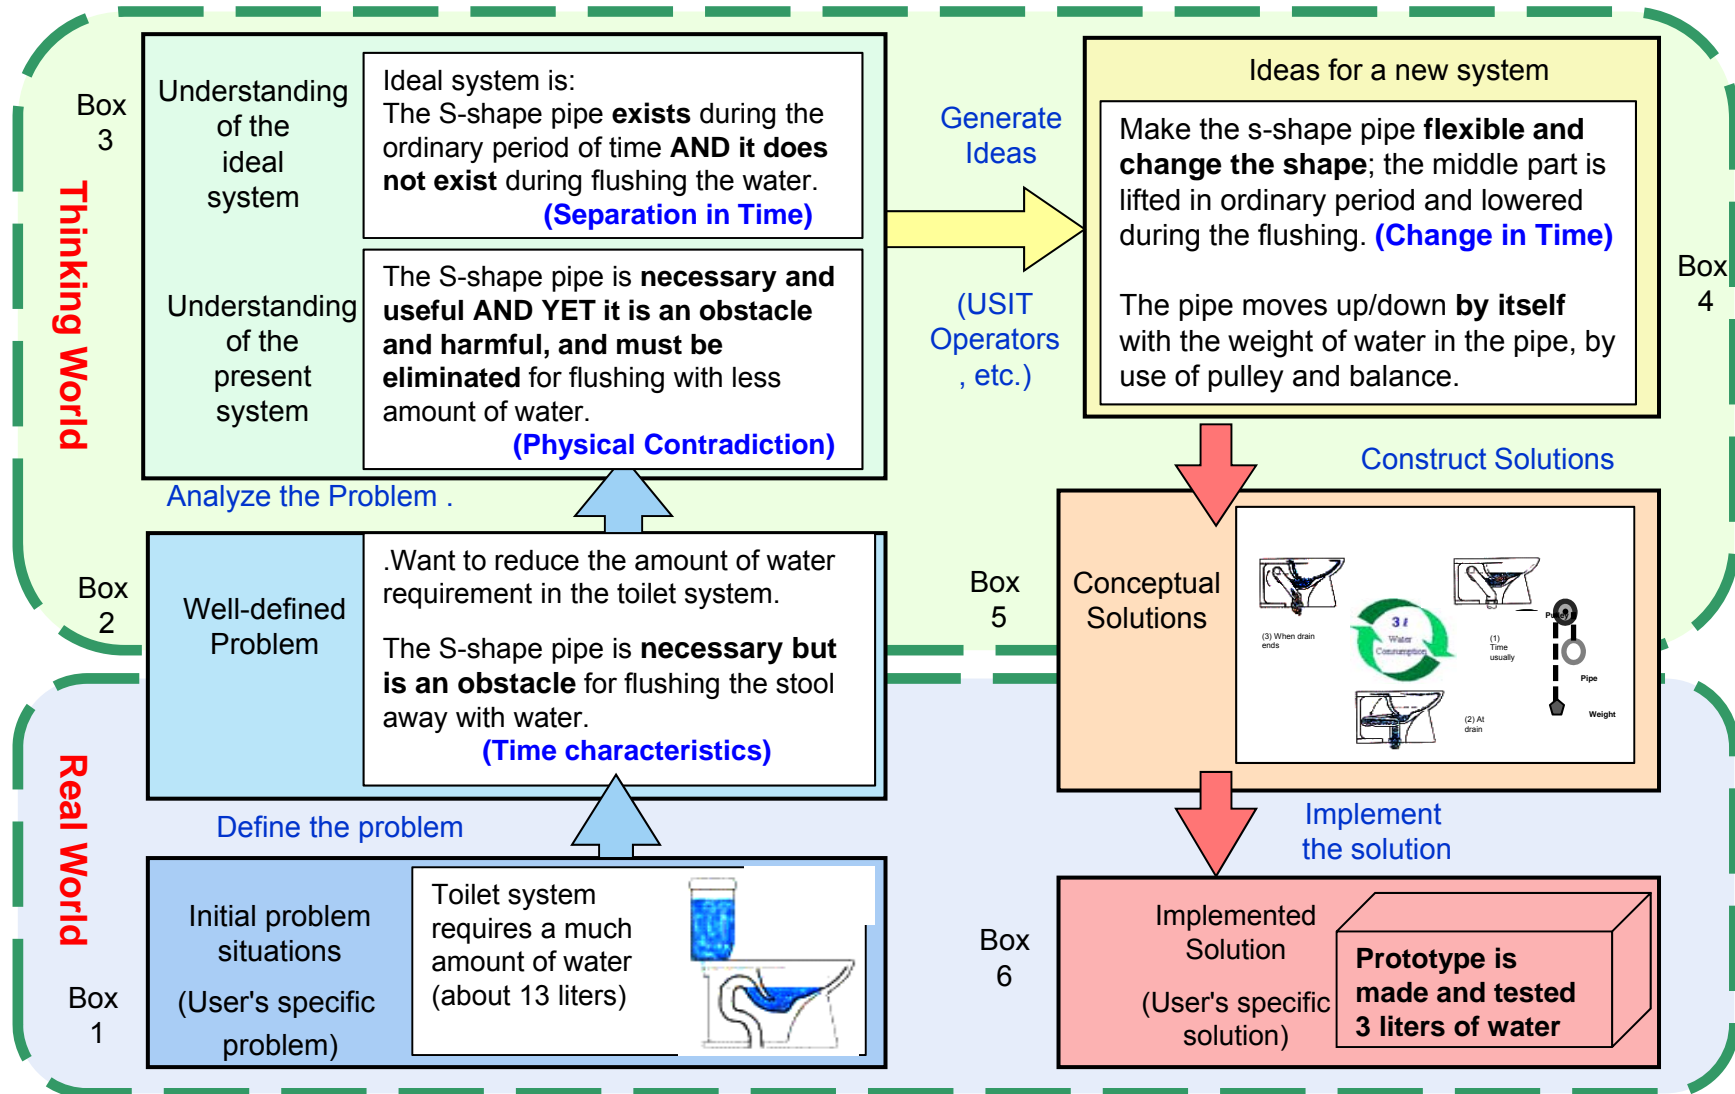 Box
3
Thinking World
Understanding
of the
ideal
system
Ideal system is:
The S-shape pipe exists during the
ordinary period of time AND it does
not exist during flushing the water.
(Separation in Time)
Understanding
of the
present
system
The S-shape pipe is necessary and
useful AND YET it is an obstacle
and harmful, and must be
eliminated for flushing with less
amount of water.
(Physical Contradiction)
Generate
Ideas
(USIT
Operators
, etc.)
Ideas for a new system
Make the s-shape pipe flexible and
change the shape; the middle part is
lifted in ordinary period and lowered
during the flushing. (Change in Time)
The pipe moves up/down by itself
with the weight of water in the pipe, by
use of pulley and balance.
Box
4
Analyze the Problem .
Construct Solutions
Box
2
Well-defined
Problem
.Want to reduce the amount of water
requirement in the toilet system.
The S-shape pipe is necessary but
is an obstacle for flushing the stool
away with water.
(Time characteristics)
Box
5
Conceptual
Solutions
(3) When drain
ends
3 ℓ
Water
Consumption
(1)
Time
usually
Pulley
Pipe
Weight
(2) At
drain
Real World
Define the problem
Implement
the solution
Box
1
Initial problem
situations
(User's specific
problem)
Toilet system
requires a much
amount of water
(about 13 liters)
Box
6
Implemented
Solution
(User's specific
solution)
Prototype is
made and tested
3 liters of water